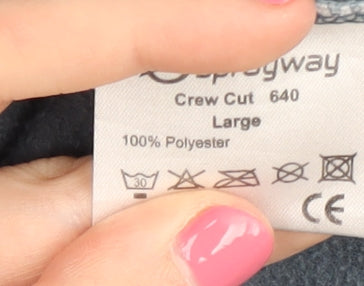 sprayway
Crew Cut 640
Large
100% Polyester
30
CE